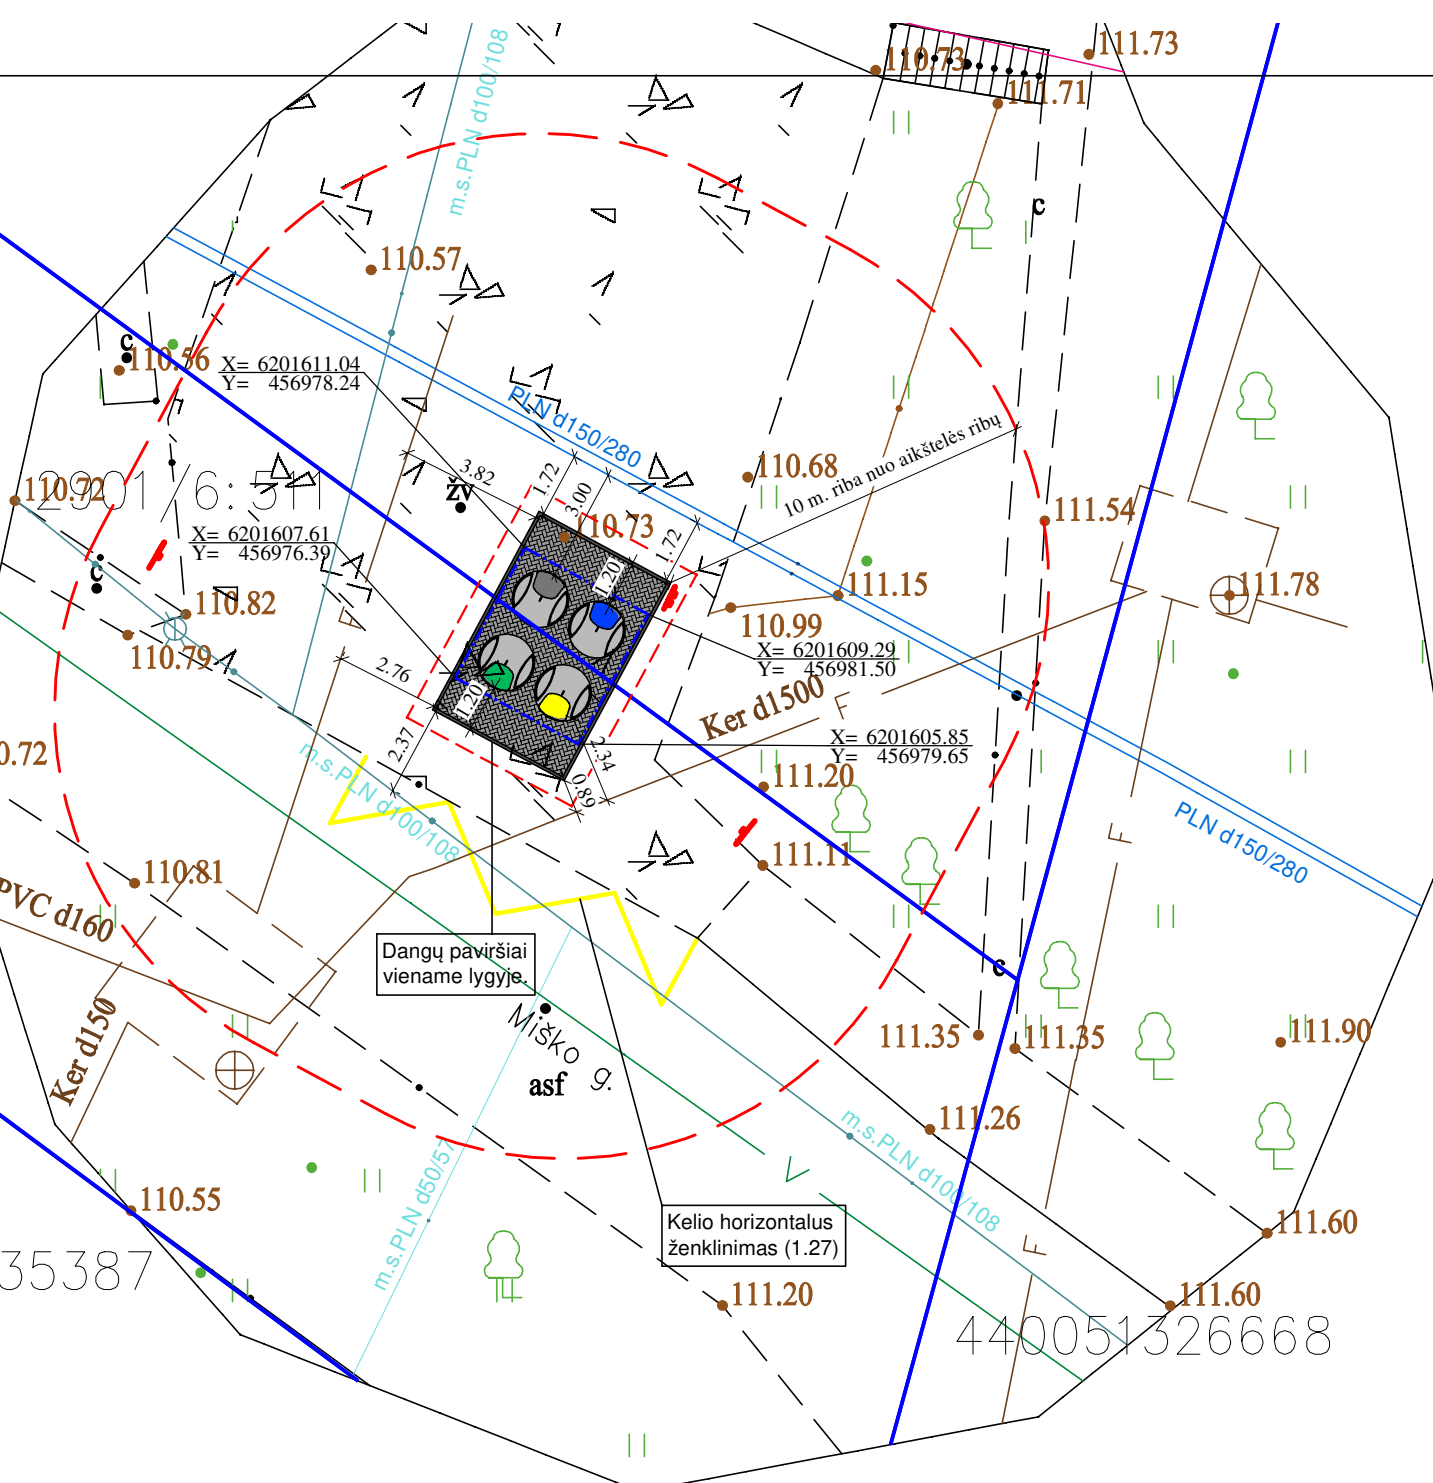 m.s.PLN d100/108
110.73
111.73
111.71
c
110.57
c
110.56
X= 6201611.04
Y= 456978.24
PLN d150/280
10 m. riba nuo aikštelės ribų
3.82
1.72
3.00
110.68
110.72
2901/6:511
žv
X= 6201607.61
Y= 456976.39
110.73
1.72
111.54
c
1.20
111.15
111.78
110.82
110.79
F
110.99
X= 6201609.29
Y= 456981.50
2.76
1.20
Ker d1500
F
X= 6201605.85
Y= 456979.65
2.37
2.34
0.89
0.72
m.s.PLN d100/108
111.20
PLN d150/280
F
111.11
110.81
PVC d160
Dangų paviršiai
viename lygyje.
c
Miško g.
asf
Ker d150
111.35
111.35
111.90
111.26
m.s.PLN d100/108
m.s.PLN d50/57
V
110.55
Kelio horizontalus
ženklinimas (1.27)
F
111.60
35387
111.20
111.60
440051326668